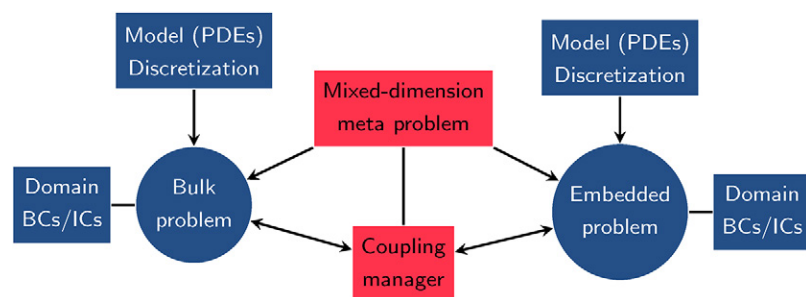 Model (PDEs)
Discretization
Model (PDEs)
Discretization
Mixed-dimension
meta problem
Domain
BCs/ICs
Bulk
problem
Embedded
problem
Domain
BCs/ICs
Coupling
manager